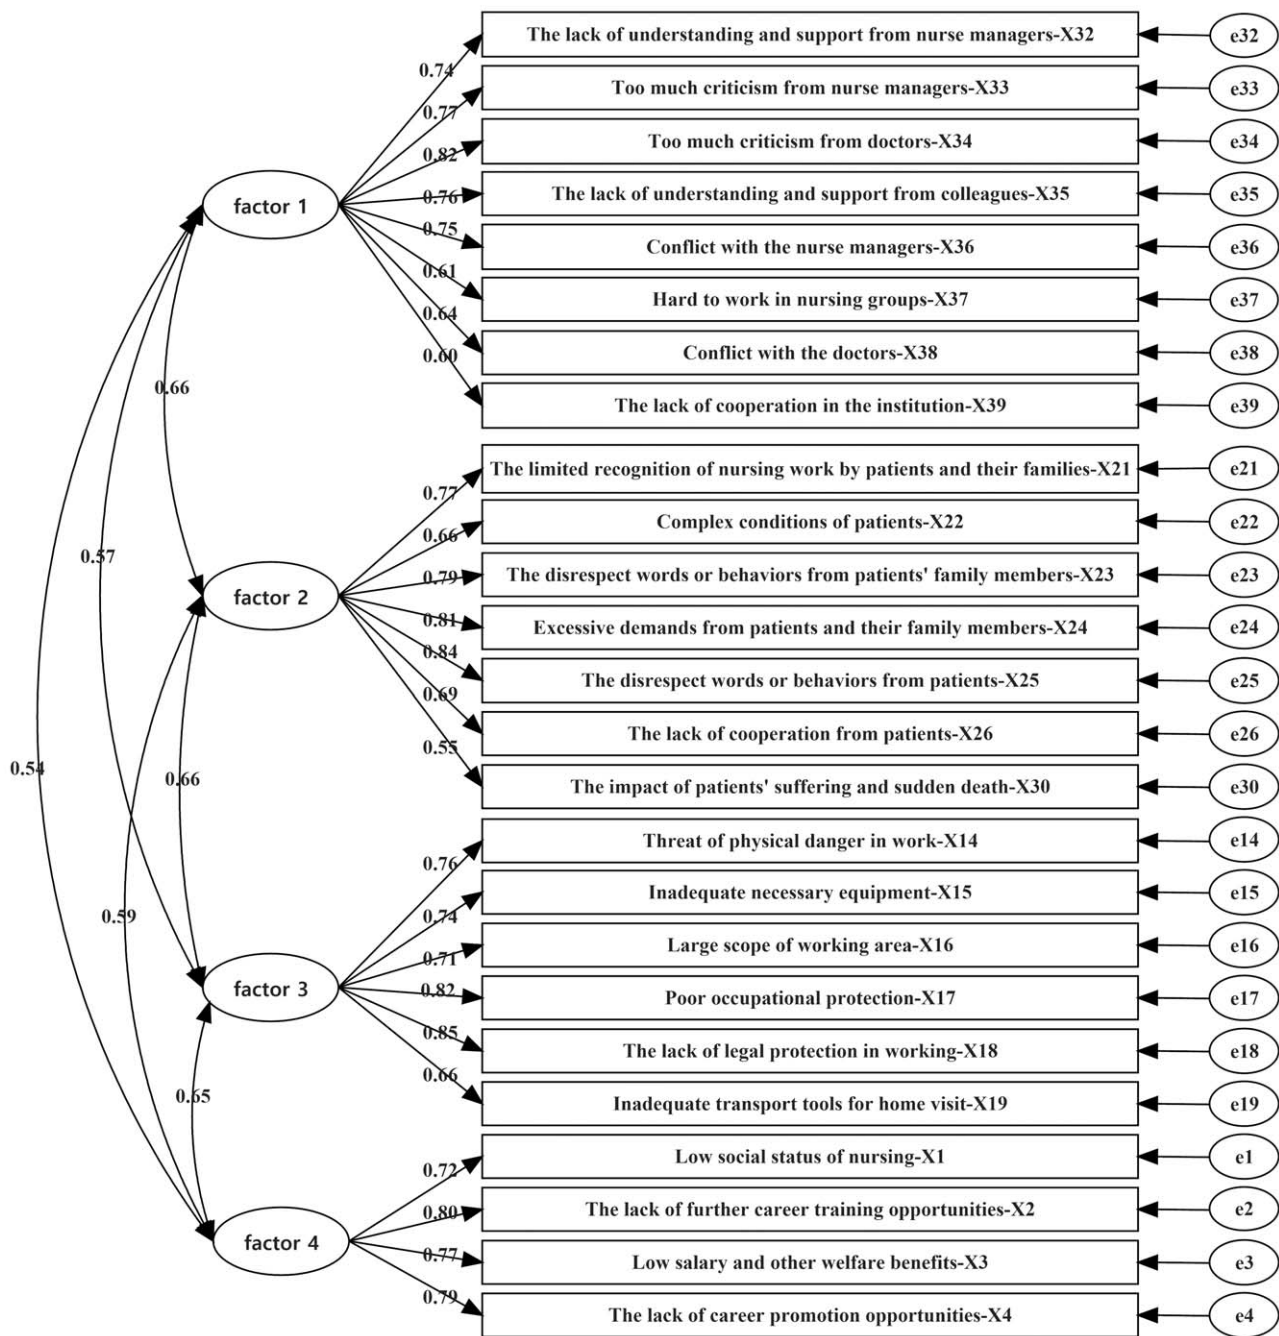 The lack of understanding and support from nurse managers-X32
e32
0.74
Too much criticism from nurse managers-X33
e33
0.77
Too much criticism from doctors-X34
e34
0.82
The lack of understanding and support from colleagues-X35
e35
0.76
factor 1
0.75
Conflict with the nurse managers-X36
e36
0.61
Hard to work in nursing groups-X37
e37
0.64
Conflict with the doctors-X38
e38
0.60
0.66
The lack of cooperation in the institution-X39
e39
The limited recognition of nursing work by patients and their families-X21
e21
0.77
Complex conditions of patients-X22
e22
0.66
0.57
The disrespect words or behaviors from patients' family members-X23
e23
0.79
factor 2
0.81
Excessive demands from patients and their family members-X24
e24
0.84
The disrespect words or behaviors from patients-X25
e25
0.69
The lack of cooperation from patients-X26
e26
0.55
0.54
0.66
The impact of patients' suffering and sudden death-X30
e30
Threat of physical danger in work-X14
e14
0.76
Inadequate necessary equipment-X15
e15
0.59
0.74
Large scope of working area-X16
e16
0.71
factor 3
0.82
Poor occupational protection-X17
e17
0.85
The lack of legal protection in working-X18
e18
0.66
0.65
Inadequate transport tools for home visit-X19
e19
Low social status of nursing-X1
e1
0.72
The lack of further career training opportunities-X2
e2
0.80
factor 4
0.77
Low salary and other welfare benefits-X3
e3
0.79
The lack of career promotion opportunities-X4
e4